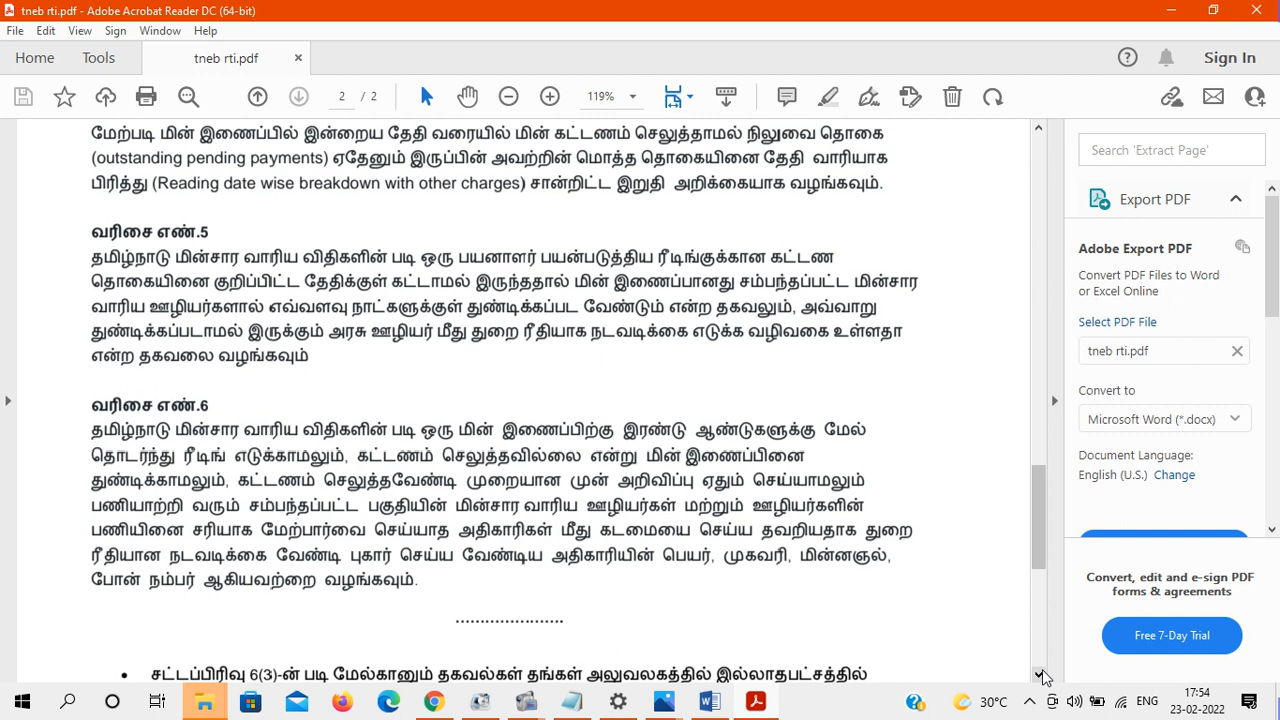 tneb rti.pdf - Adobe Acrobat Reader DC (64-bit)
File Edit View Sign Window Help
Home Tools tneb rti.pdf × Sign In
2 / 2 119%
மேற்படி மின் இணைப்பில் இன்றைய தேதி வரையில் மின் கட்டணம் செலுத்தாமல் நிலுவை தொகை
(outstanding pending payments) ஏதேனும் இருப்பின் அவற்றின் மொத்த தொகையினை தேதி வாரியாக
பிரித்து (Reading date wise breakdown with other charges) சான்றிட்ட இறுதி அறிக்கையாக வழங்கவும்.
வரிசை எண்.5
தமிழ்நாடு மின்சார வாரிய விதிகளின் படி ஒரு பயனாளர் பயன்படுத்திய ரீடிங்குக்கான கட்டண
தொகையினை குறிப்பிட்ட தேதிக்குள் கட்டாமல் இருந்ததால் மின் இணைப்பானது சம்பந்தப்பட்ட மின்சார
வாரிய ஊழியர்களால் எவ்வளவு நாட்களுக்குள் துண்டிக்கப்பட வேண்டும் என்ற தகவலும், அவ்வாறு
துண்டிக்கப்படாமல் இருக்கும் அரசு ஊழியர் மீது துறை ரீதியாக நடவடிக்கை எடுக்க வழிவகை உள்ளதா
என்ற தகவலை வழங்கவும்
வரிசை எண்.6
தமிழ்நாடு மின்சார வாரிய விதிகளின் படி ஒரு மின் இணைப்பிற்கு இரண்டு ஆண்டுகளுக்கு மேல்
தொடர்ந்து ரீடிங் எடுக்காமலும், கட்டணம் செலுத்தவில்லை என்று மின் இணைப்பினை
துண்டிக்காமலும், கட்டணம் செலுத்தவேண்டி முறையான முன் அறிவிப்பு ஏதும் செய்யாமலும்
பணியாற்றி வரும் சம்பந்தப்பட்ட பகுதியின் மின்சார வாரிய ஊழியர்கள் மற்றும் ஊழியர்களின்
பணியினை சரியாக மேற்பார்வை செய்யாத அதிகாரிகள் மீது கடமையை செய்ய தவறியதாக துறை
ரீதியான நடவடிக்கை வேண்டி புகார் செய்ய வேண்டிய அதிகாரியின் பெயர், முகவரி, மின்னஞல்,
போன் நம்பர் ஆகியவற்றை வழங்கவும்.
......................
• சட்டப்பிரிவு 6(3)-ன் படி மேல்கானும் தகவல்கள் தங்கள் அலுவலகத்தில் இல்லாதபட்சத்தில்
Search 'Extract Page'
Export PDF
Adobe Export PDF
Convert PDF Files to Word
or Excel Online
Select PDF File
tneb rti.pdf
Convert to
Microsoft Word (*.docx)
Document Language:
English (U.S.) Change
Convert, edit and e-sign PDF
forms & agreements
Free 7-Day Trial
30°C ENG 17:54
23-02-2022